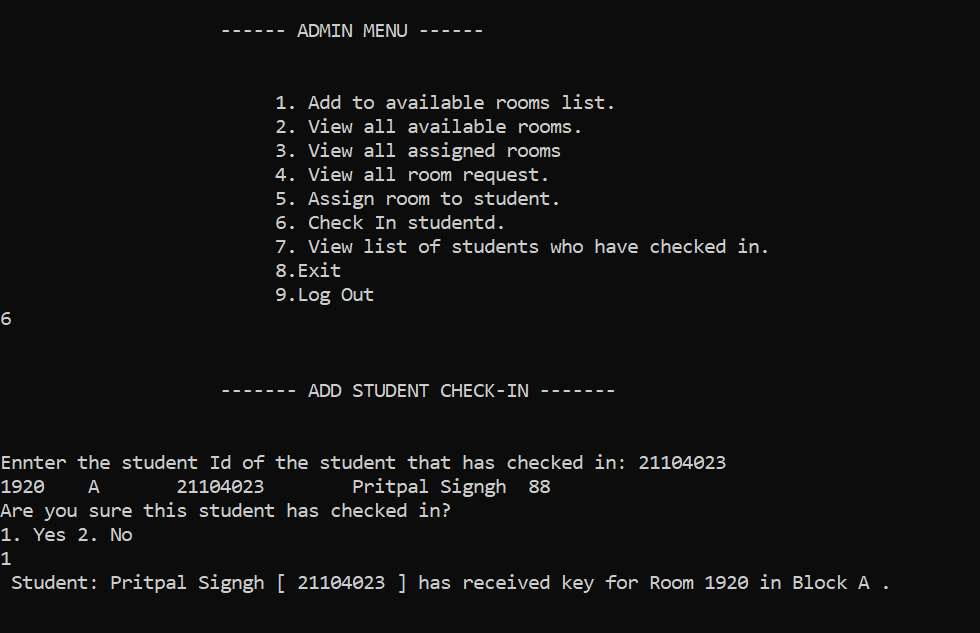 ------ ADMIN MENU ------
1. Add to available rooms list.
2. View all available rooms.
3. View all assigned rooms
4. View all room request.
5. Assign room to student.
6. Check In studentd.
7. View list of students who have checked in.
8.Exit
9.Log Out
6
------- ADD STUDENT CHECK-IN -------
Ennter the student Id of the student that has checked in: 21104023
1920 A 21104023 Pritpal Signgh 88
Are you sure this student has checked in?
1. Yes 2. No
1
Student: Pritpal Signgh [ 21104023 ] has received key for Room 1920 in Block A .